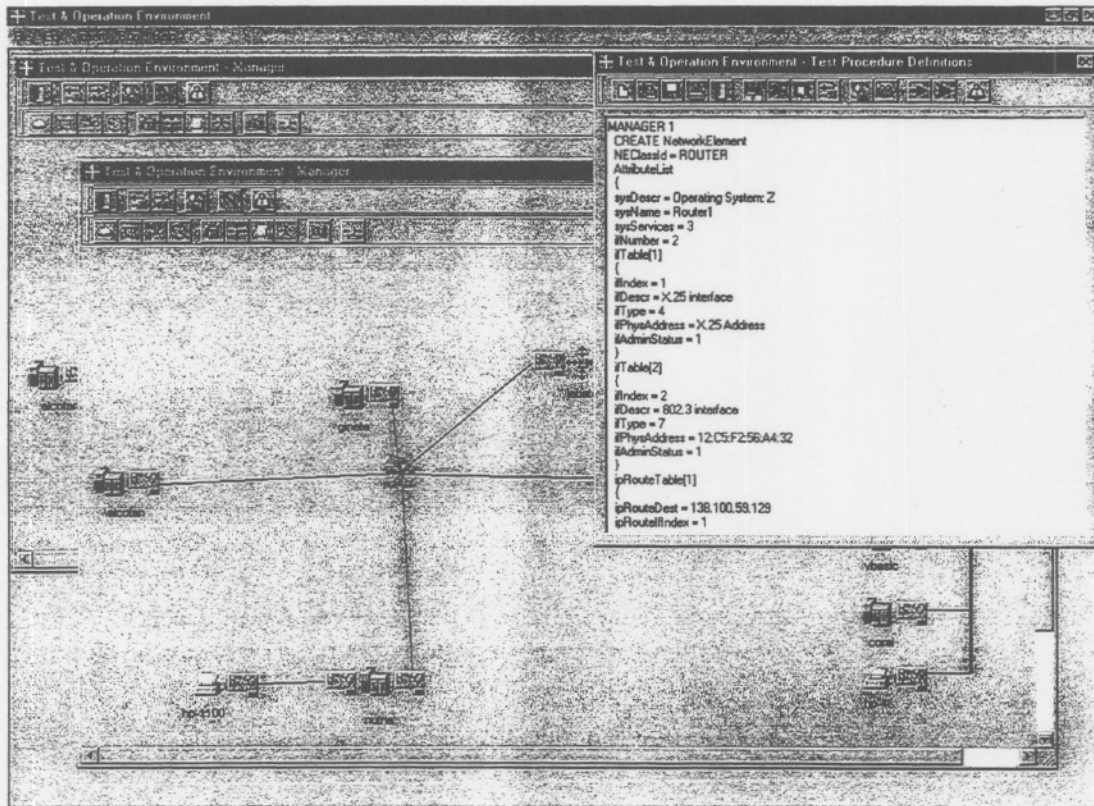 Test & Operation Environment
Test & Operation Environment - Manager
Test & Operation Environment - Manager
Test & Operation Environment - Test Procedure Definitions
MANAGER 1
CREATE NetworkElement
NEClassId = ROUTER
AttributeList
{
sysDescr = Operating System: Z
sysName = Router1
sysServices = 3
ifNumber = 2
ifTable[1]
{
ifIndex = 1
ifDescr = X.25 interface
ifType = 4
ifPhysAddress = X.25 Address
ifAdminStatus = 1
}
ifTable[2]
{
ifIndex = 2
ifDescr = 802.3 interface
ifType = 7
ifPhysAddress = 12:C5:F2:56:A4:32
ifAdminStatus = 1
}
ipRouteTable[1]
{
ipRouteDest = 138.100.59.129
ipRouteIfIndex = 1
vbasic